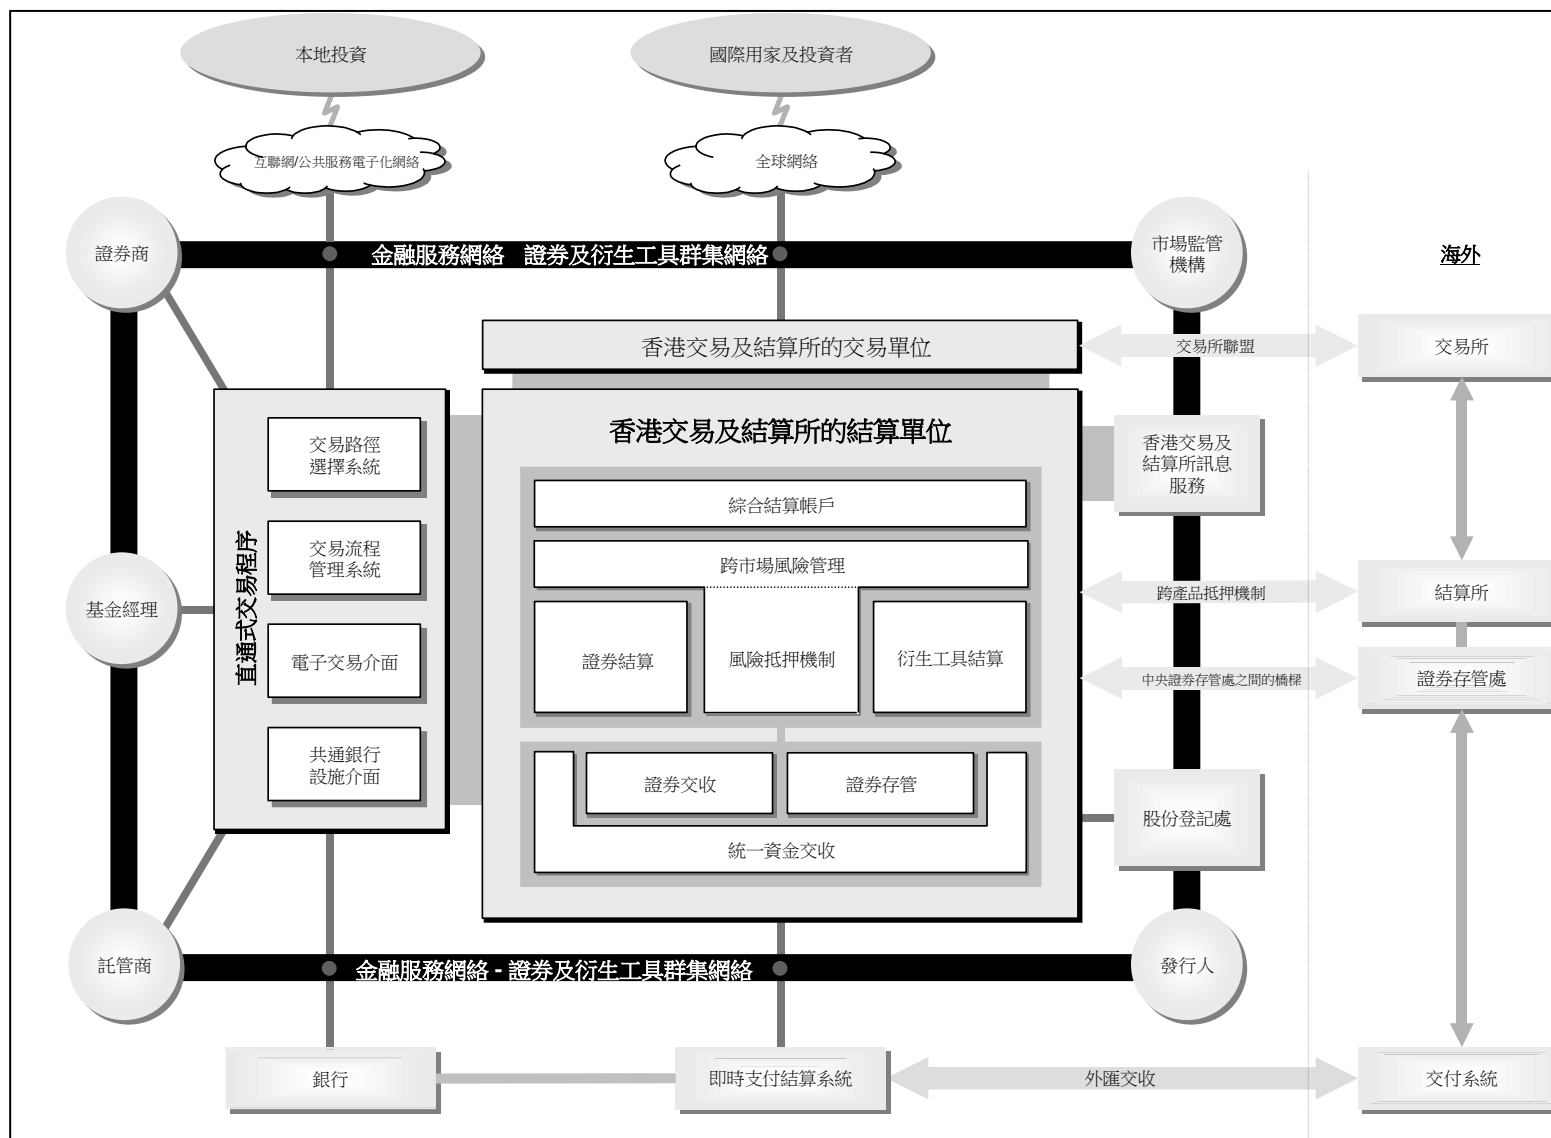 本地投資
國際用家及投資者
互聯網/公共服務電子化網絡
全球網絡
證券商
金融服務網絡 證券及衍生工具群集網絡
市場監管
機構
海外
香港交易及結算所的交易單位
交易所聯盟
交易所
直通式交易程序
交易路徑
選擇系統
交易流程
管理系統
電子交易介面
共通銀行
設施介面
香港交易及結算所的結算單位
綜合結算帳戶
跨市場風險管理
證券結算
風險抵押機制
衍生工具結算
證券交收
證券存管
統一資金交收
香港交易及
結算所訊息
服務
基金經理
跨產品抵押機制
結算所
中央證券存管處之間的橋樑
證券存管處
股份登記處
託管商
金融服務網絡 - 證券及衍生工具群集網絡
發行人
銀行
即時支付結算系統
外匯交收
交付系統